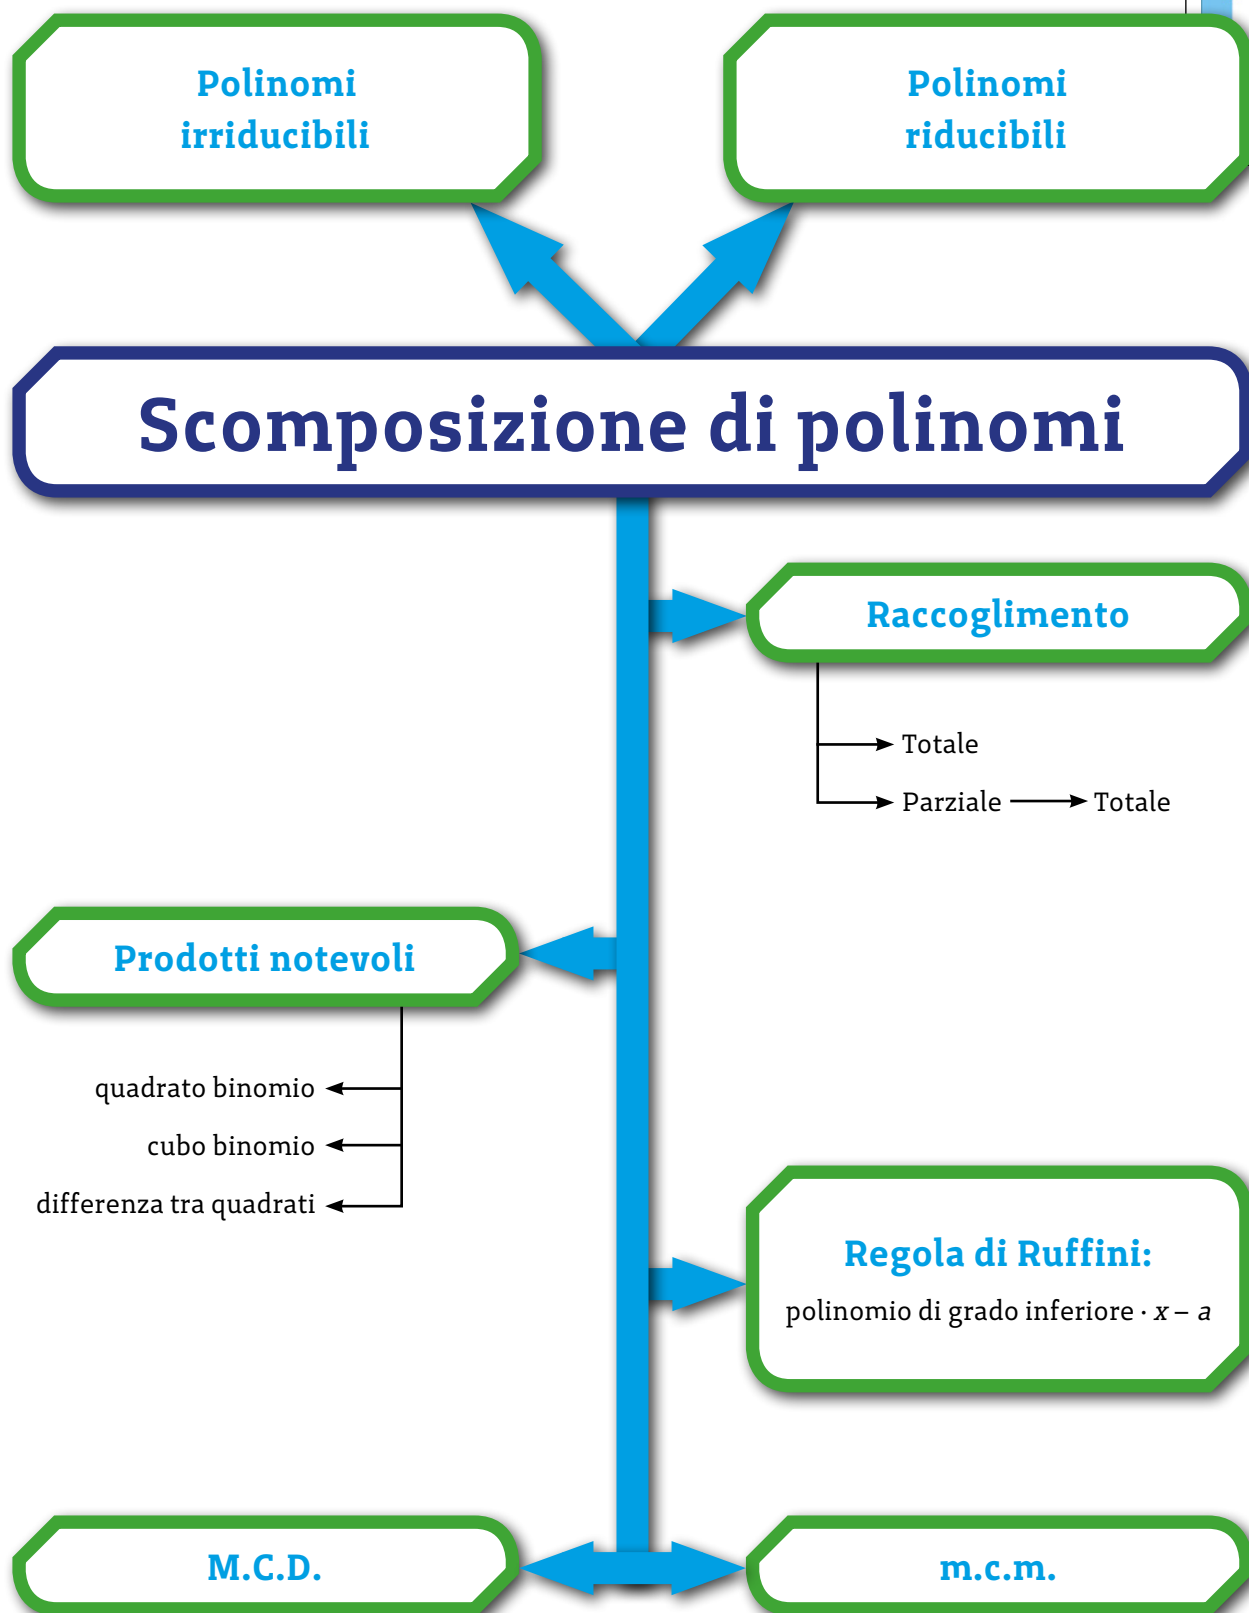 Polinomi
irriducibili
Polinomi
riducibili
Scomposizione di polinomi
Raccoglimento
Totale
Parziale
Totale
Prodotti notevoli
quadrato binomio
cubo binomio
differenza tra quadrati
Regola di Ruffini:
polinomio di grado inferiore · x – a
M.C.D.
m.c.m.